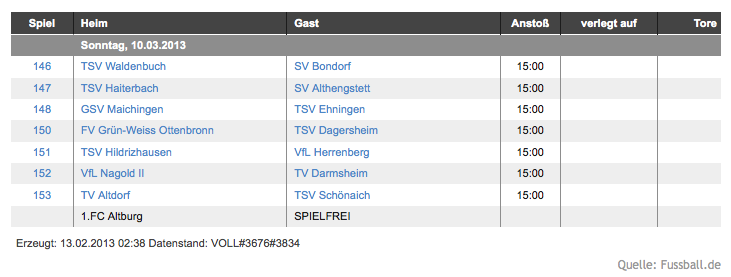 Spiel Heim Gast Anstoß verlegt auf Tore
Sonntag, 10.03.2013
146 TSV Waldenbuch SV Bondorf 15:00
147 TSV Haiterbach SV Althengstett 15:00
148 GSV Maichingen TSV Ehningen 15:00
150 FV Grün-Weiss Ottenbronn TSV Dagersheim 15:00
151 TSV Hildrizhausen VfL Herrenberg 15:00
152 VfL Nagold II TV Darmsheim 15:00
153 TV Altdorf TSV Schönaich 15:00
1.FC Altburg SPIELFREI
Erzeugt: 13.02.2013 02:38 Datenstand: VOLL#3676#3834
Quelle: Fussball.de